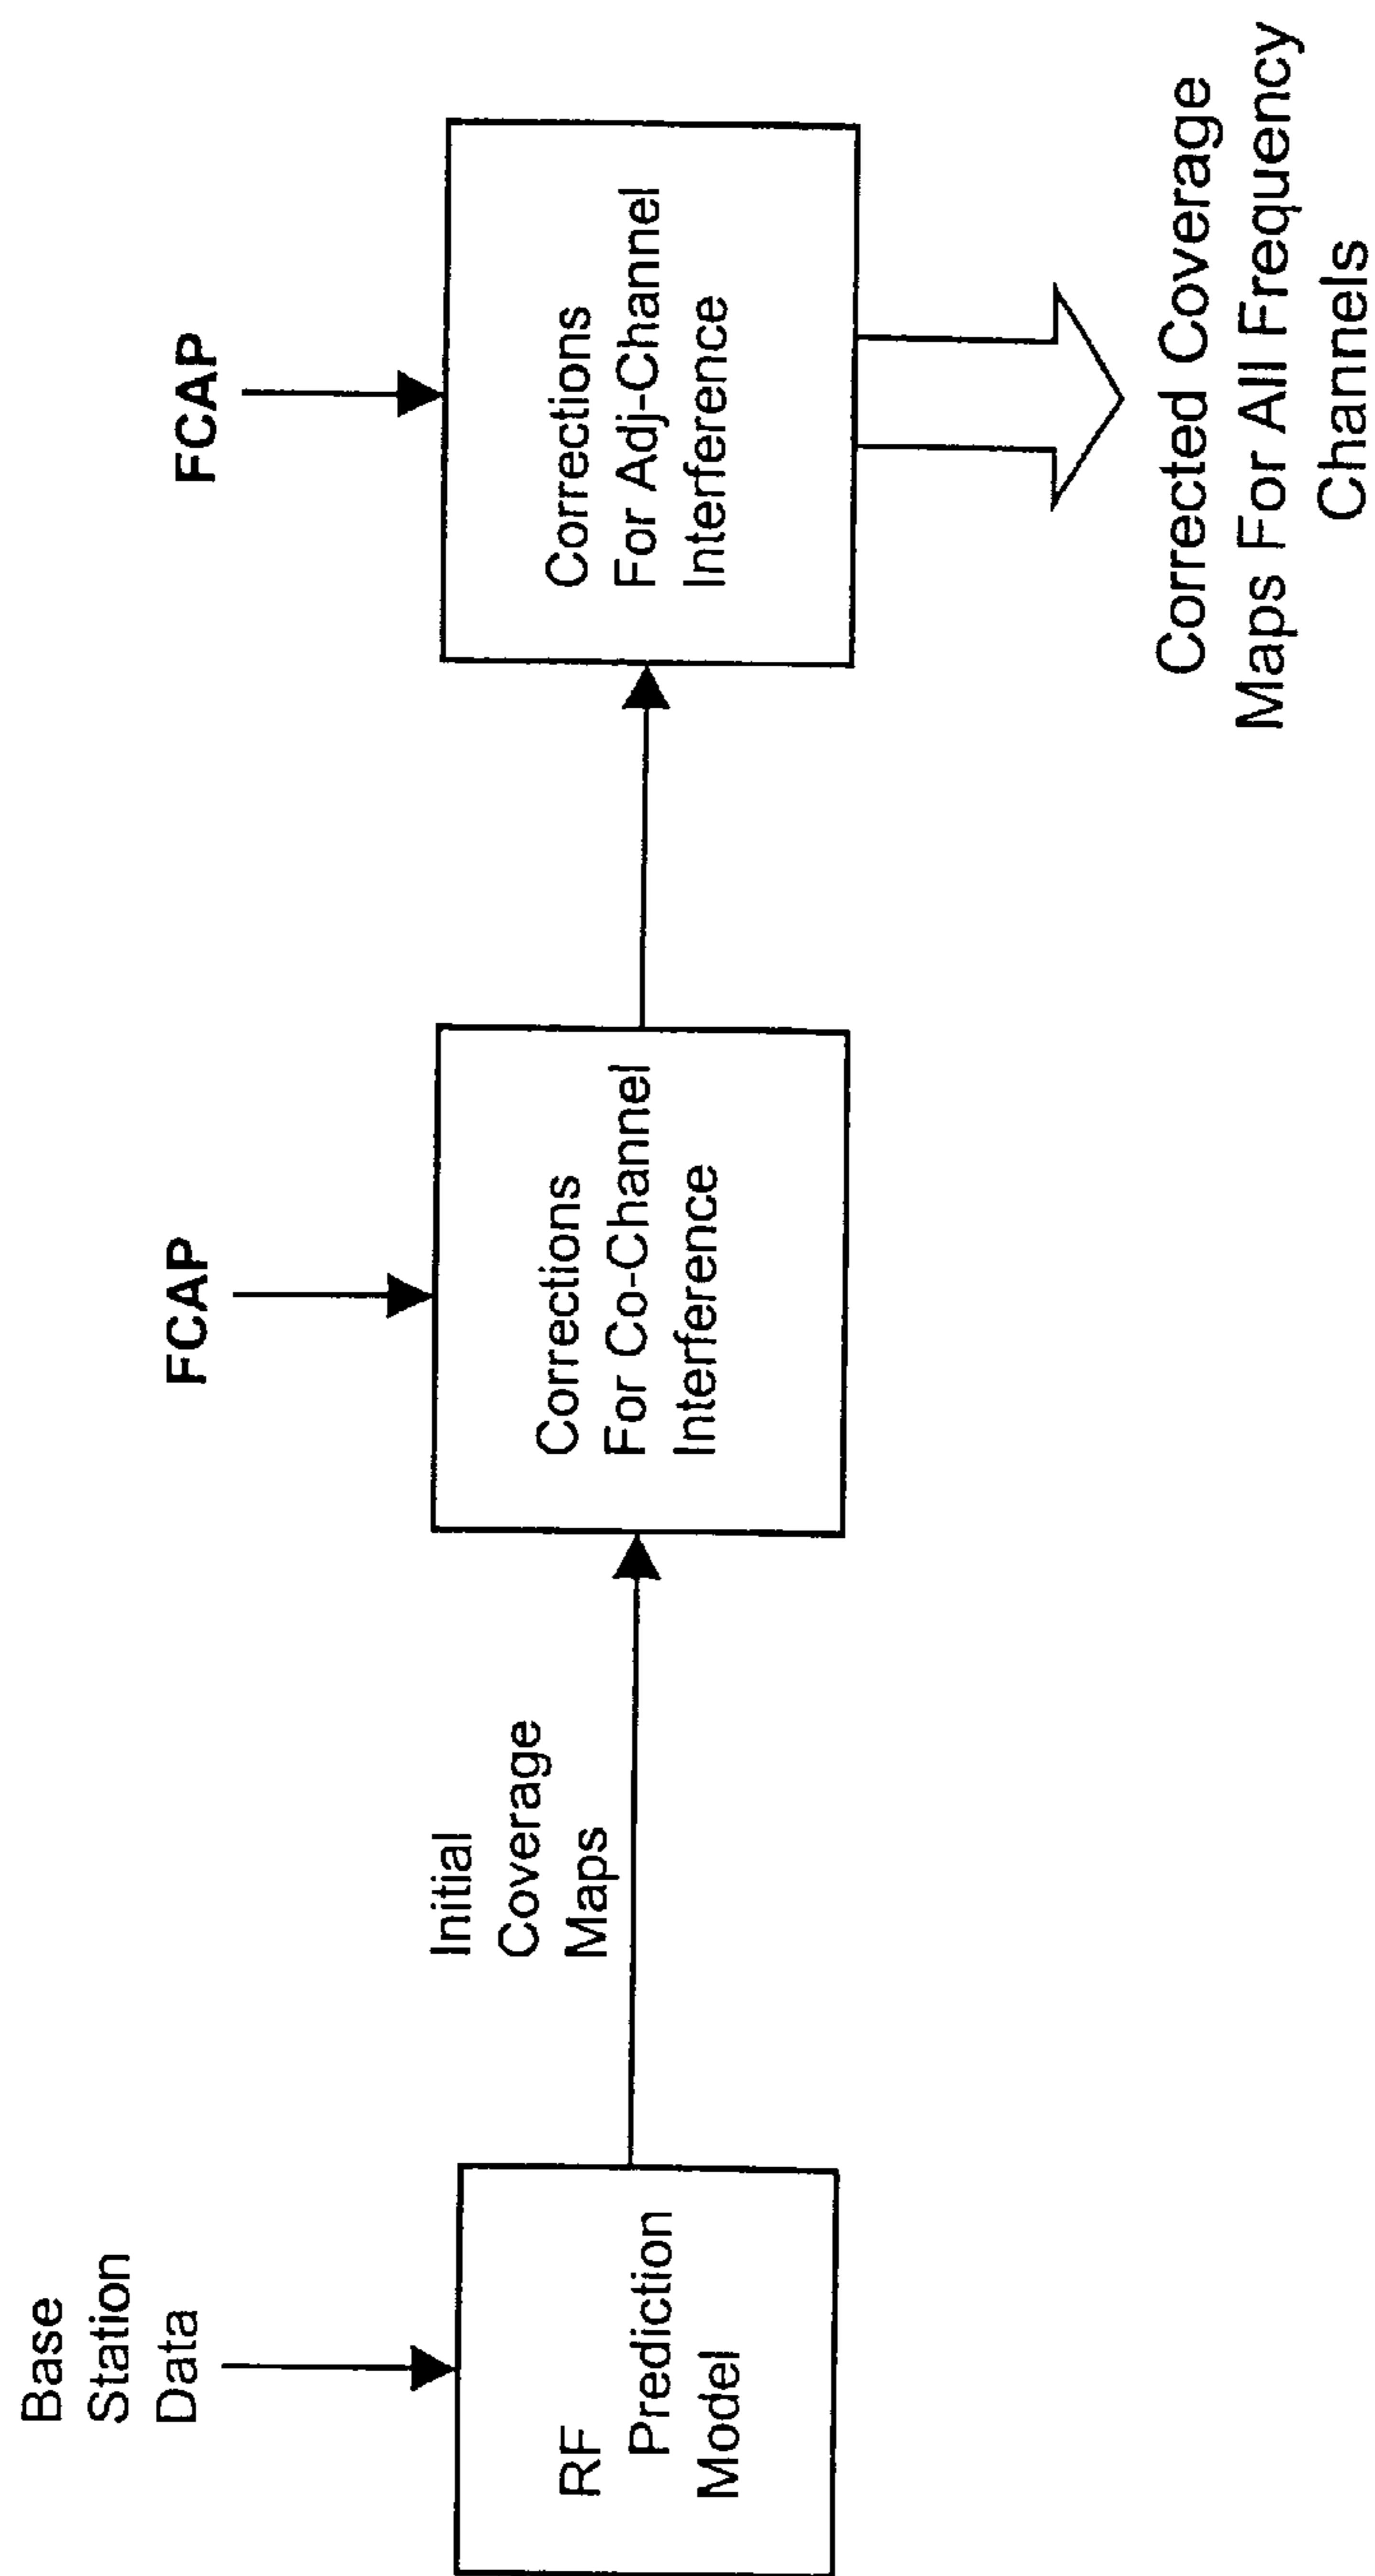 Base
Station
Data
RF
Prediction
Model
Initial
Coverage
Maps
FCAP
Corrections
For Co-Channel
Interference
FCAP
Corrections
For Adj-Channel
Interference
Corrected Coverage
Maps For All Frequency
Channels